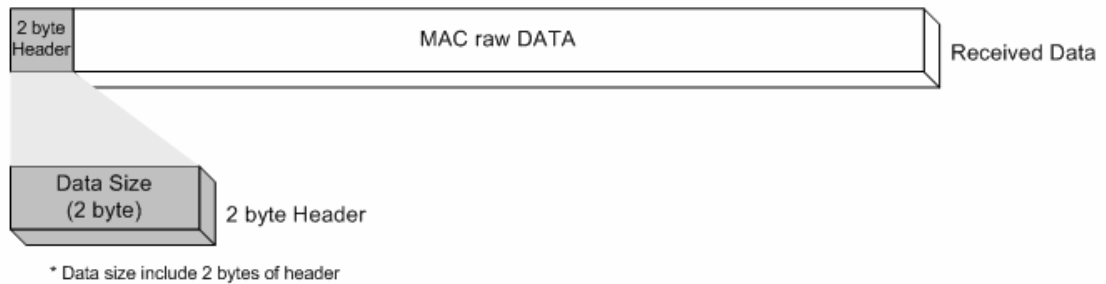 2 byte
Header
MAC raw DATA
Received Data
Data Size
(2 byte)
2 byte Header
* Data size include 2 bytes of header